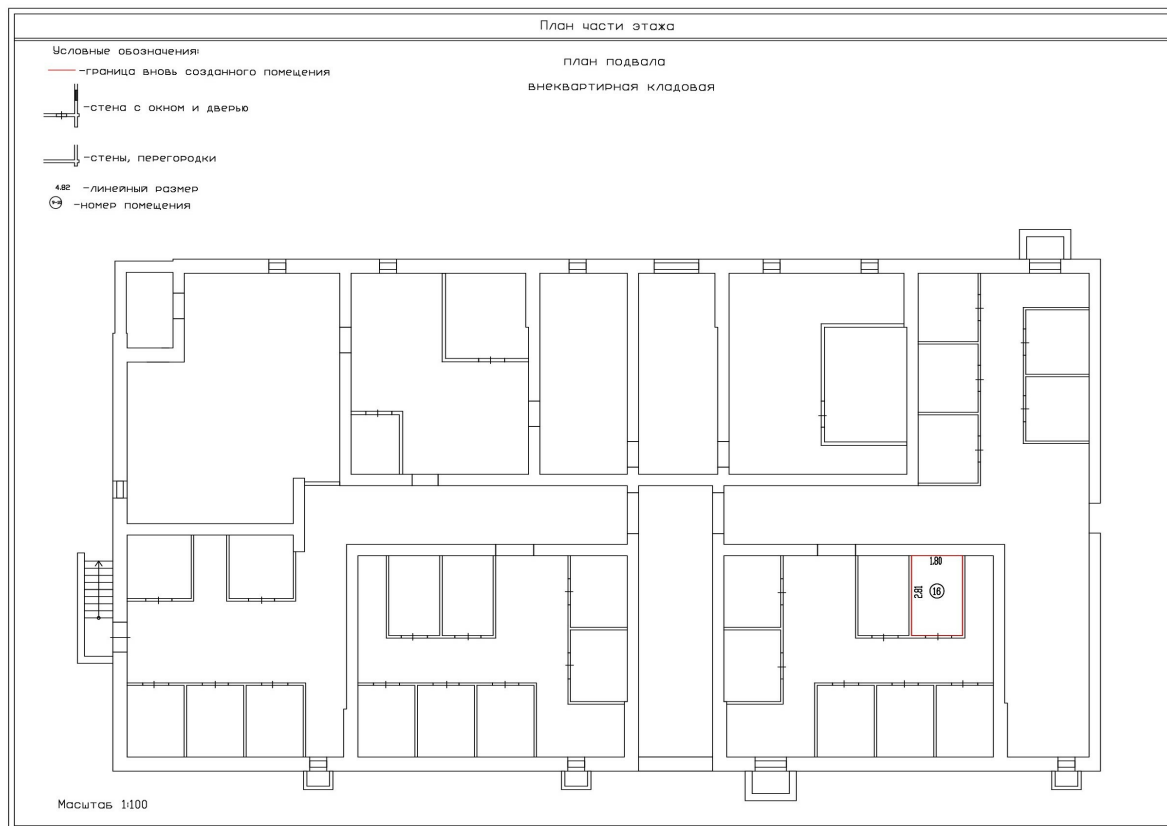 План части этажа
Условные обозначения:
-граница вновь созданного помещения
-стена с окном и дверью
-стены, перегородки
4.82 -линейный размер
-номер помещения
план подвала
внеквартирная кладовая
1.80
2.81
16
Масштаб 1:100